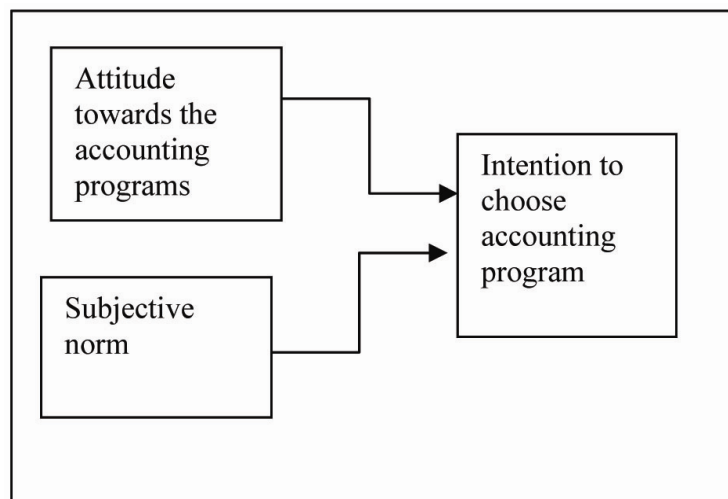 Attitude
towards the
accounting
programs
Intention to
choose
accounting
program
Subjective
norm